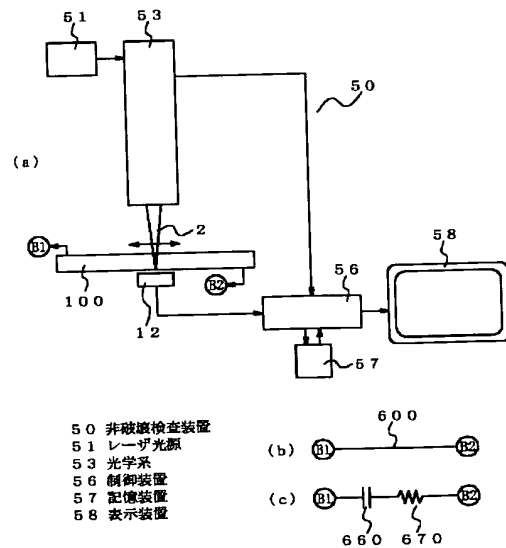 51
53
50
(a)
2
B1
58
100
B2
56
12
57
50 非破壊検査装置
51 レーザ光源
53 光学系
56 制御装置
57 記憶装置
58 表示装置
600
(b) B1 B2
(c) B1 B2
660 670